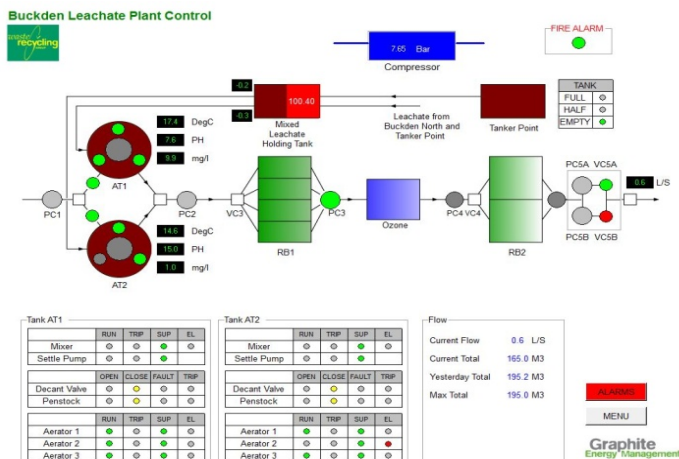 Buckden Leachate Plant Control
waste
recycling
group
FIRE ALARM
7.65 Bar
Compressor
-0.2
-0.3
100.40
Mixed
Leachate
Holding Tank
Leachate from
Buckden North and
Tanker Point
Tanker Point
TANK
FULL
HALF
EMPTY
17.4 DegC
7.6 PH
9.9 mg/l
AT1
PC1
PC2
VC3
RB1
PC3
Ozone
PC4 VC4
RB2
PC5A VC5A
0.6 L/S
PC5B VC5B
14.6 DegC
15.0 PH
1.0 mg/l
AT2
Tank AT1
RUN TRIP SUP EL
Mixer
Settle Pump
OPEN CLOSE FAULT TRIP
Decant Valve
Penstock
RUN TRIP SUP EL
Aerator 1
Aerator 2
Aerator 3
Tank AT2
RUN TRIP SUP EL
Mixer
Settle Pump
OPEN CLOSE FAULT TRIP
Decant Valve
Penstock
RUN TRIP SUP EL
Aerator 1
Aerator 2
Aerator 3
Flow
Current Flow 0.6 L/S
Current Total 165.0 M3
Yesterday Total 195.2 M3
Max Total 195.0 M3
ALARMS
MENU
Graphite
Energy Management